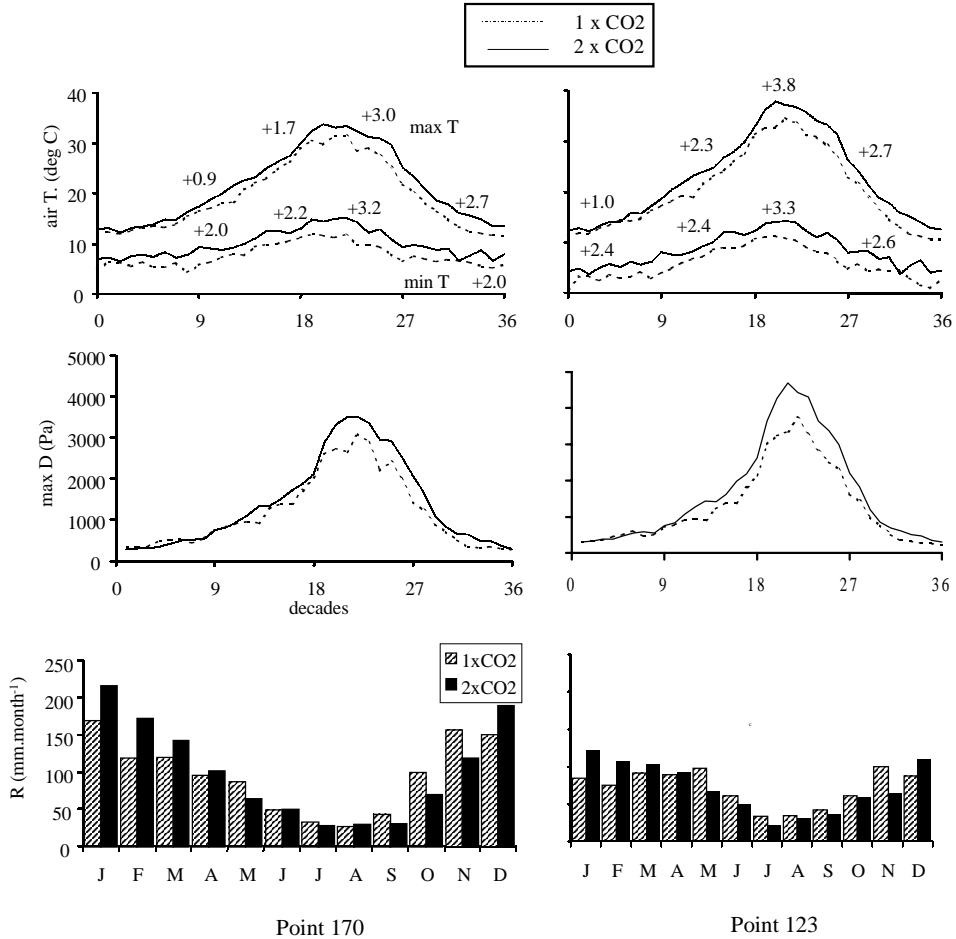 1 x CO2
2 x CO2
40
30
20
10
0
air T. (deg C)
+0.9
+1.7
+3.0
max T
+2.7
+2.0
+2.2
+3.2
min T
+2.0
0 9 18 27 36
+1.0
+2.3
+3.8
+2.7
+2.4
+2.4
+3.3
+2.6
0 9 18 27 36
5000
4000
3000
2000
1000
0
max D (Pa)
0 9 18 27 36
decades
0 9 18 27 36
250
200
150
100
50
0
R (mm.month-1)
1xCO2
2xCO2
J F M A M J J A S O N D
J F M A M J J A S O N D
Point 170
Point 123